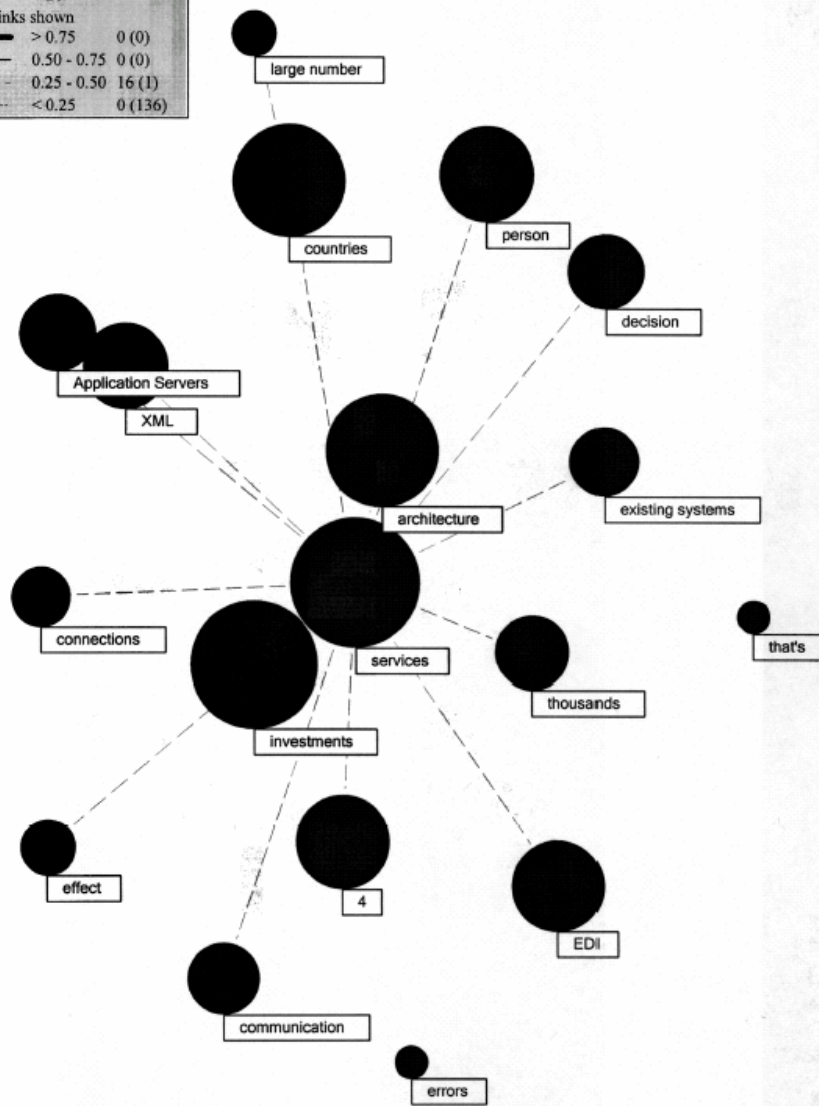 inks shown
> 0.75 0 (0)
0.50 - 0.75 0 (0)
0.25 - 0.50 16 (1)
< 0.25 0 (136)
large number
countries
person
decision
Application Servers
XML
architecture
existing systems
connections
services
that's
thousands
investments
effect
4
EDI
communication
errors